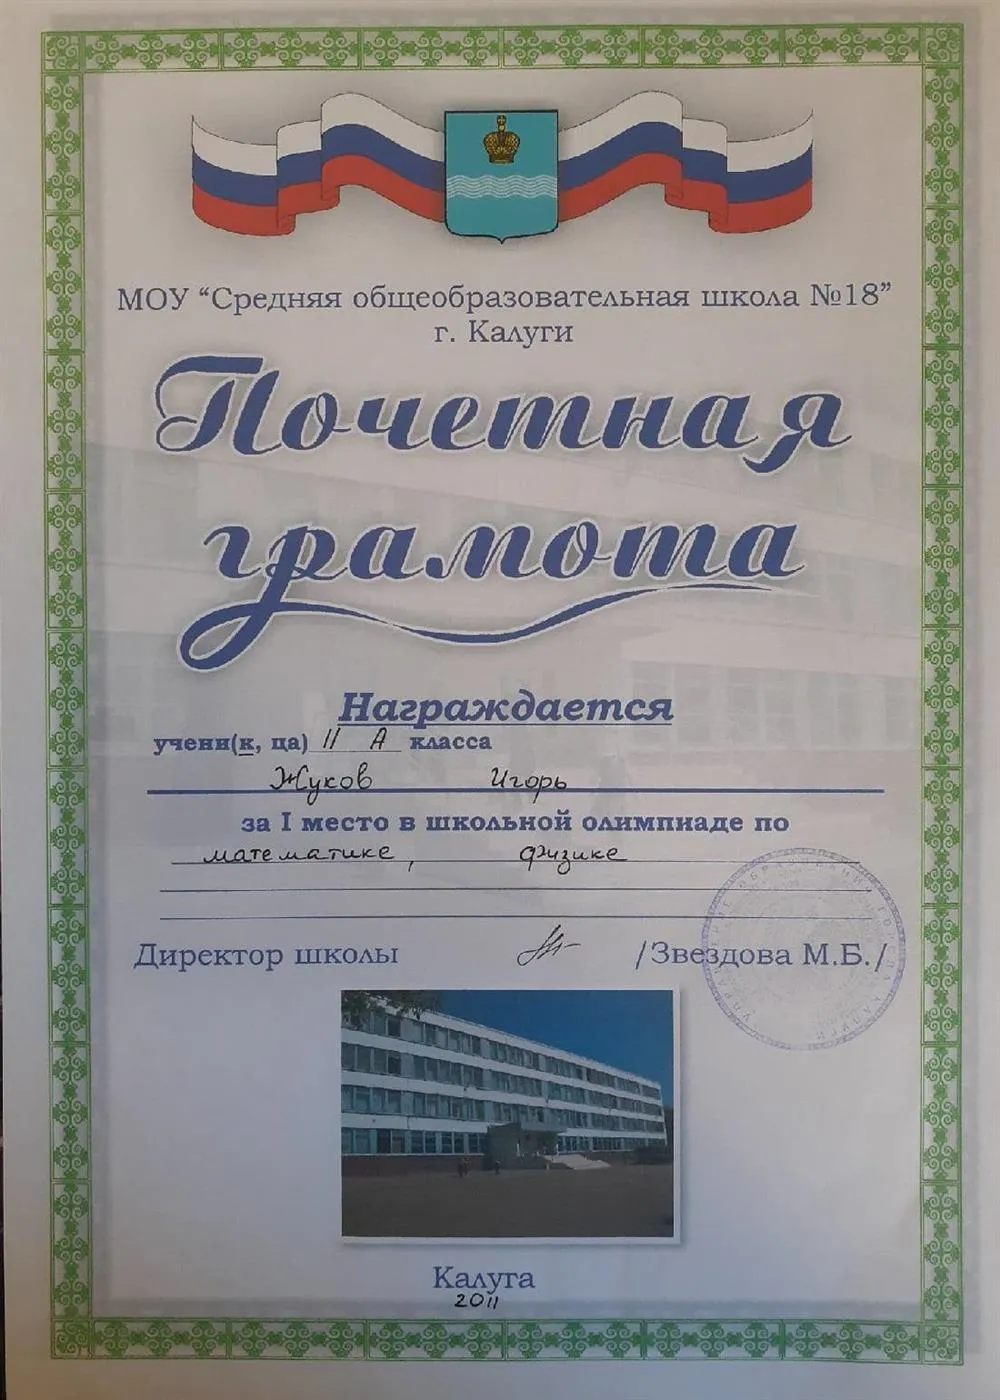 МОУ “Средняя общеобразовательная школа №18”
г. Калуги
Почетная
грамота
Награждается
учени(к, ца) 11 А класса
Жуков Игорь
за I место в школьной олимпиаде по
математике, физике
Директор школы /Звездова М.Б./
Калуга
2011